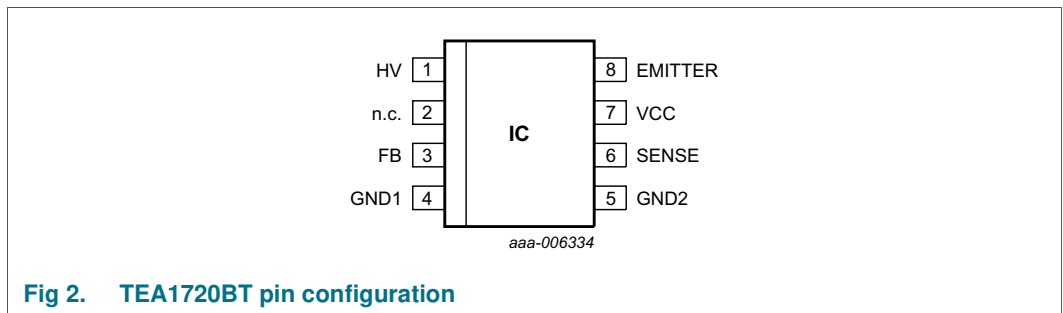 HV 1 8 EMITTER
n.c. 2 7 VCC
IC
FB 3 6 SENSE
GND1 4 5 GND2
aaa-006334
Fig 2. TEA1720BT pin configuration